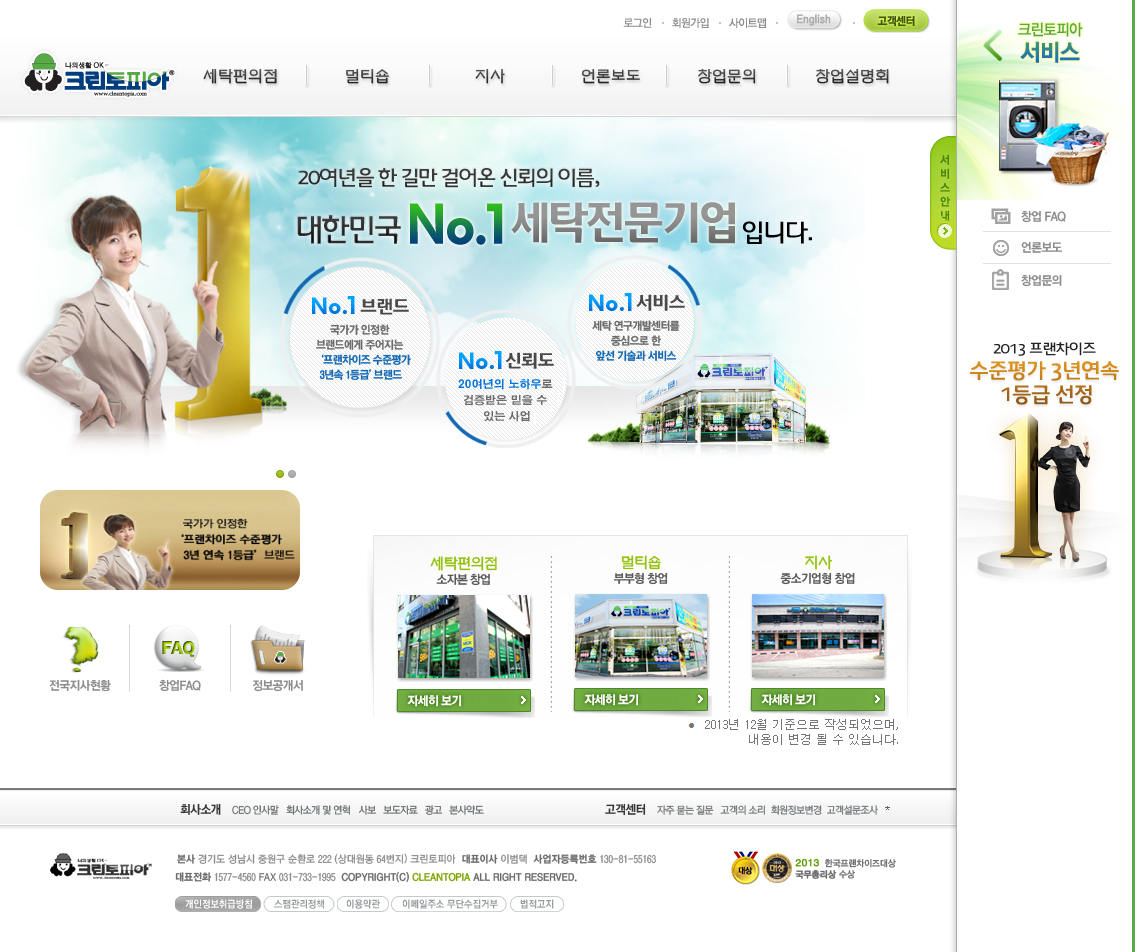 로그인 · 회원가입 · 사이트맵 · English · 고객센터
나의생활 OK~
크린토피아
www.cleantopia.com
세탁편의점 멀티숍 지사 언론보도 창업문의 창업설명회
20여년을 한 길만 걸어온 신뢰의 이름,
대한민국 No.1 세탁전문기업 입니다.
No.1 브랜드
국가가 인정한
브랜드에게 주어지는
'프랜차이즈 수준평가
3년속 1등급' 브랜드
No.1 신뢰도
20여년의 노하우로
검증받은 믿을 수
있는 사업
No.1 서비스
세탁 연구개발센터를
중심으로 한
앞선 기술과 서비스
크린토피아
서비스안내
크린토피아
서비스
창업 FAQ
언론보도
창업문의
2013 프랜차이즈
수준평가 3년연속
1등급 선정
국가가 인정한
'프랜차이즈 수준평가
3년 연속 1등급' 브랜드
전국지사현황
FAQ
창업FAQ
정보공개서
세탁편의점
소자본 창업
자세히 보기
멀티숍
부부형 창업
크린토피아
자세히 보기
지사
중소기업형 창업
자세히 보기
● 2013년 12월 기준으로 작성되었으며,
내용이 변경 될 수 있습니다.
회사소개 CEO 인사말 회사소개 및 연혁 사보 보도자료 광고 본사약도
고객센터 자주 묻는 질문 고객의 소리 회원정보변경 고객설문조사 *
크린토피아
본사 경기도 성남시 중원구 순환로 222 (상대원동 64번지) 크린토피아 대표이사 이범택 사업자등록번호 130-81-55163
대표전화 1577-4560 FAX 031-733-1995 COPYRIGHT(C) CLEANTOPIA ALL RIGHT RESERVED.
개인정보취급방침 스팸관리정책 이용약관 이메일주소 무단수집거부 법적고지
대상
대상
2013 한국프랜차이즈대상
국무총리상 수상